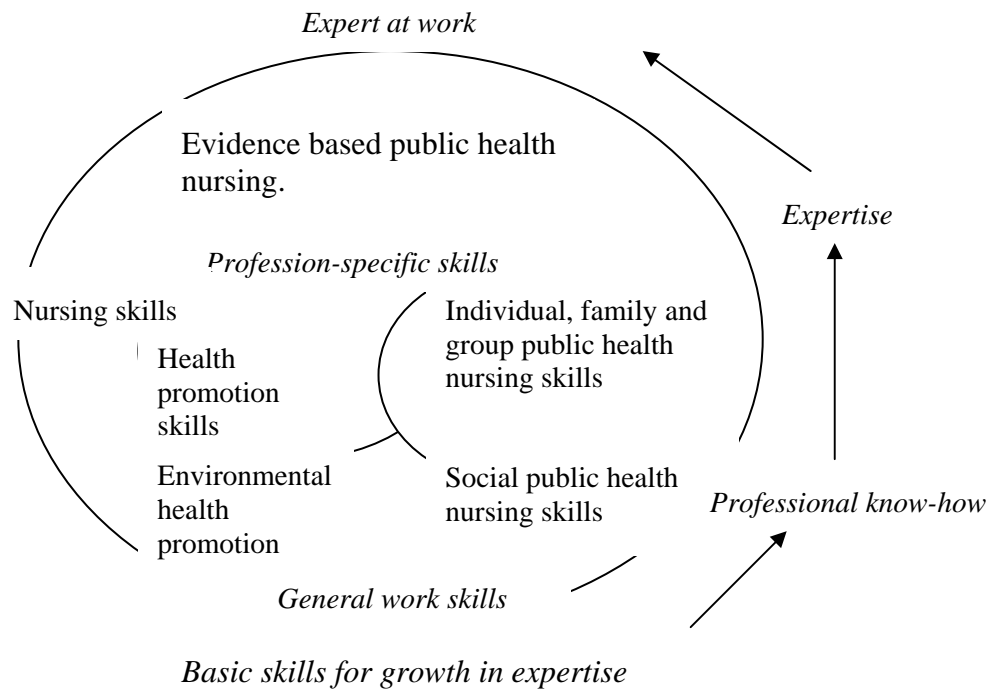 Expert at work
Evidence based public health
nursing.
Expertise
Profession-specific skills
Nursing skills
Individual, family and
group public health
nursing skills
Health
promotion
skills
Environmental
health
promotion
Social public health
nursing skills
Professional know-how
General work skills
Basic skills for growth in expertise